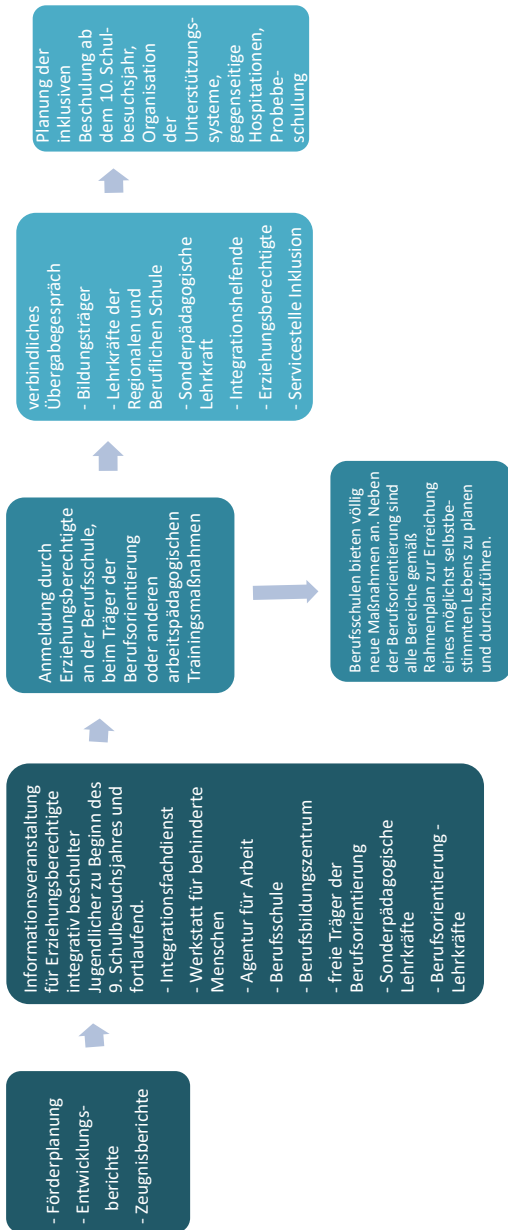 - Förderplanung
- Entwicklungs-
berichte
- Zeugnisberichte
Informationsveranstaltung
für Erziehungsberechtigte
integrativ beschulter
Jugendlicher zu Beginn des
9. Schulbesuchsjahres und
fortlaufend.
- Integrationsfachdienst
- Werkstatt für behinderte
Menschen
- Agentur für Arbeit
- Berufsschule
- Berufsbildungszentrum
- freie Träger der
Berufsorientierung
- Sonderpädagogische
Lehrkräfte
- Berufsorientierung -
Lehrkräfte
Anmeldung durch
Erziehungsberechtigte
an der Berufsschule,
beim Träger der
Berufsorientierung
oder anderen
arbeitspädagogischen
Trainingsmaßnahmen
Berufsschulen bieten völlig
neue Maßnahmen an. Neben
der Berufsorientierung sind
alle Bereiche gemäß
Rahmenplan zur Erreichung
eines möglichst selbstbe-
stimmten Lebens zu planen
und durchzuführen.
verbindliches
Übergabegespräch
- Bildungsträger
- Lehrkräfte der
Regionalen und
Beruflichen Schule
- Sonderpädagogische
Lehrkraft
- Integrationshelfende
- Erziehungsberechtigte
- Servicestelle Inklusion
Planung der
inklusiven
Beschulung ab
dem 10. Schul-
besuchsjahr,
Organisation
der
Unterstützungs-
systeme,
gegenseitige
Hospitationen,
Probebe-
schulung